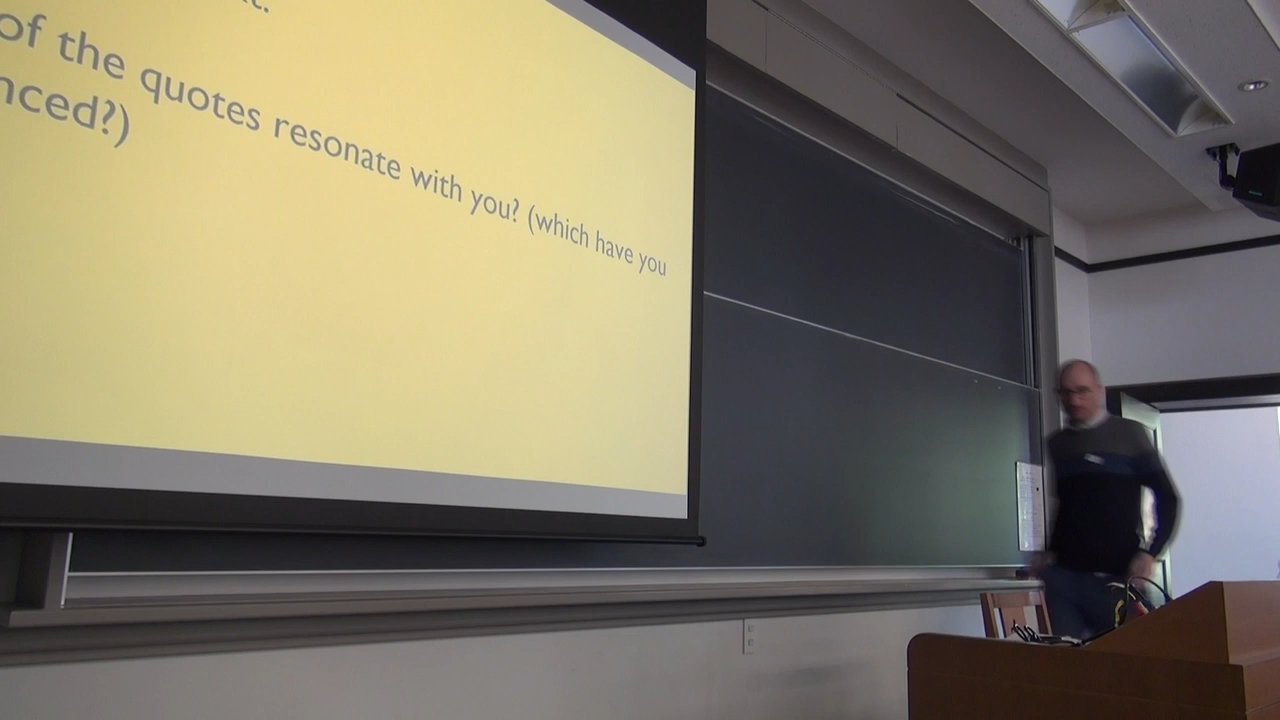 of the quotes resonate with you? (which have you
nced?)